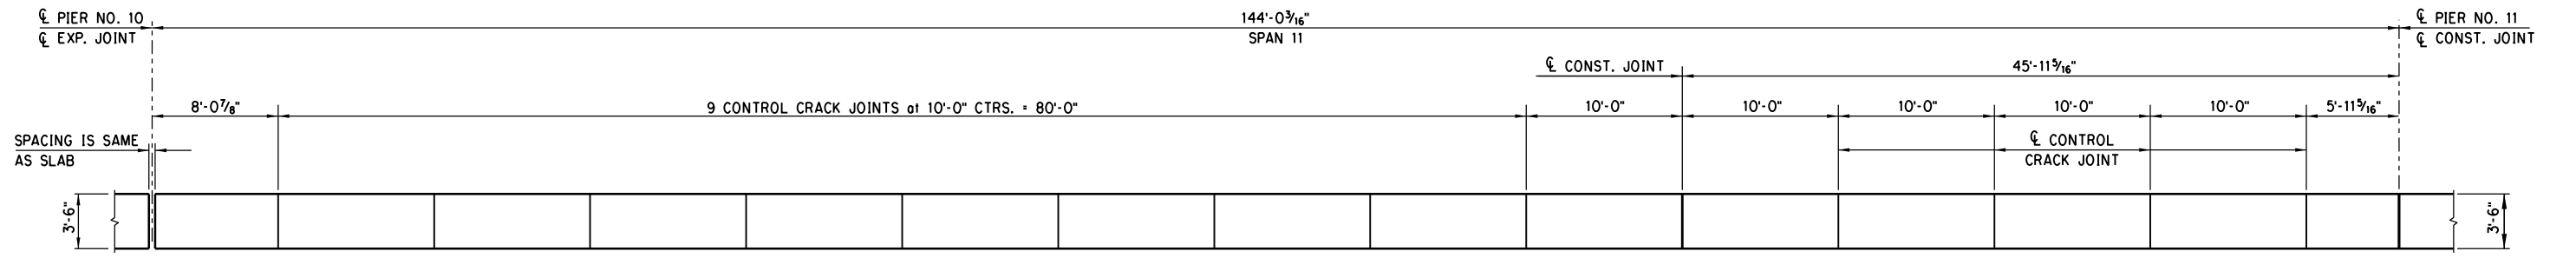 ℄ PIER NO. 10
℄ EXP. JOINT
144'-0³⁄₁₆"
SPAN 11
℄ PIER NO. 11
℄ CONST. JOINT
℄ CONST. JOINT
45'-11⁵⁄₁₆"
8'-0⁷⁄₈"
9 CONTROL CRACK JOINTS at 10'-0" CTRS. = 80'-0"
10'-0"
10'-0"
10'-0"
10'-0"
10'-0"
5'-11⁵⁄₁₆"
SPACING IS SAME
AS SLAB
℄ CONTROL
CRACK JOINT
3'-6"
3'-6"